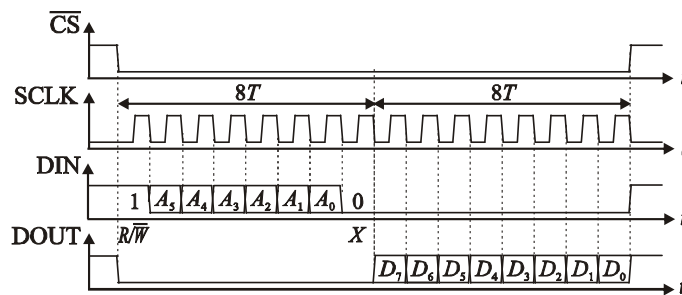 CS
8T 8T
SCLK
DIN
1 A5 A4 A3 A2 A1 A0 0
R/W X
DOUT
D7 D6 D5 D4 D3 D2 D1 D0
t